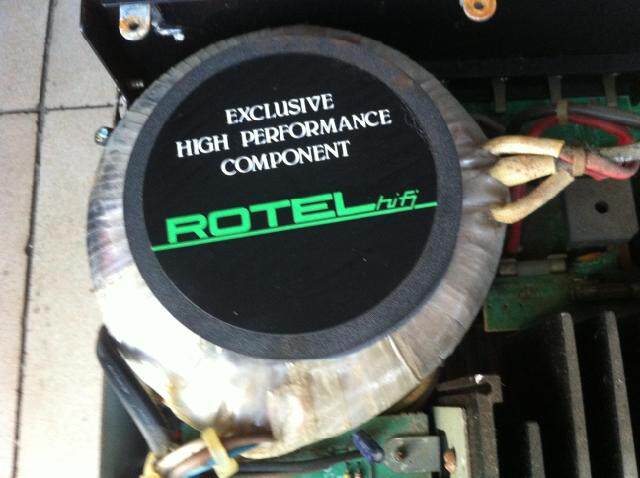 EXCLUSIVE
HIGH PERFORMANCE
COMPONENT
ROTEL hifi